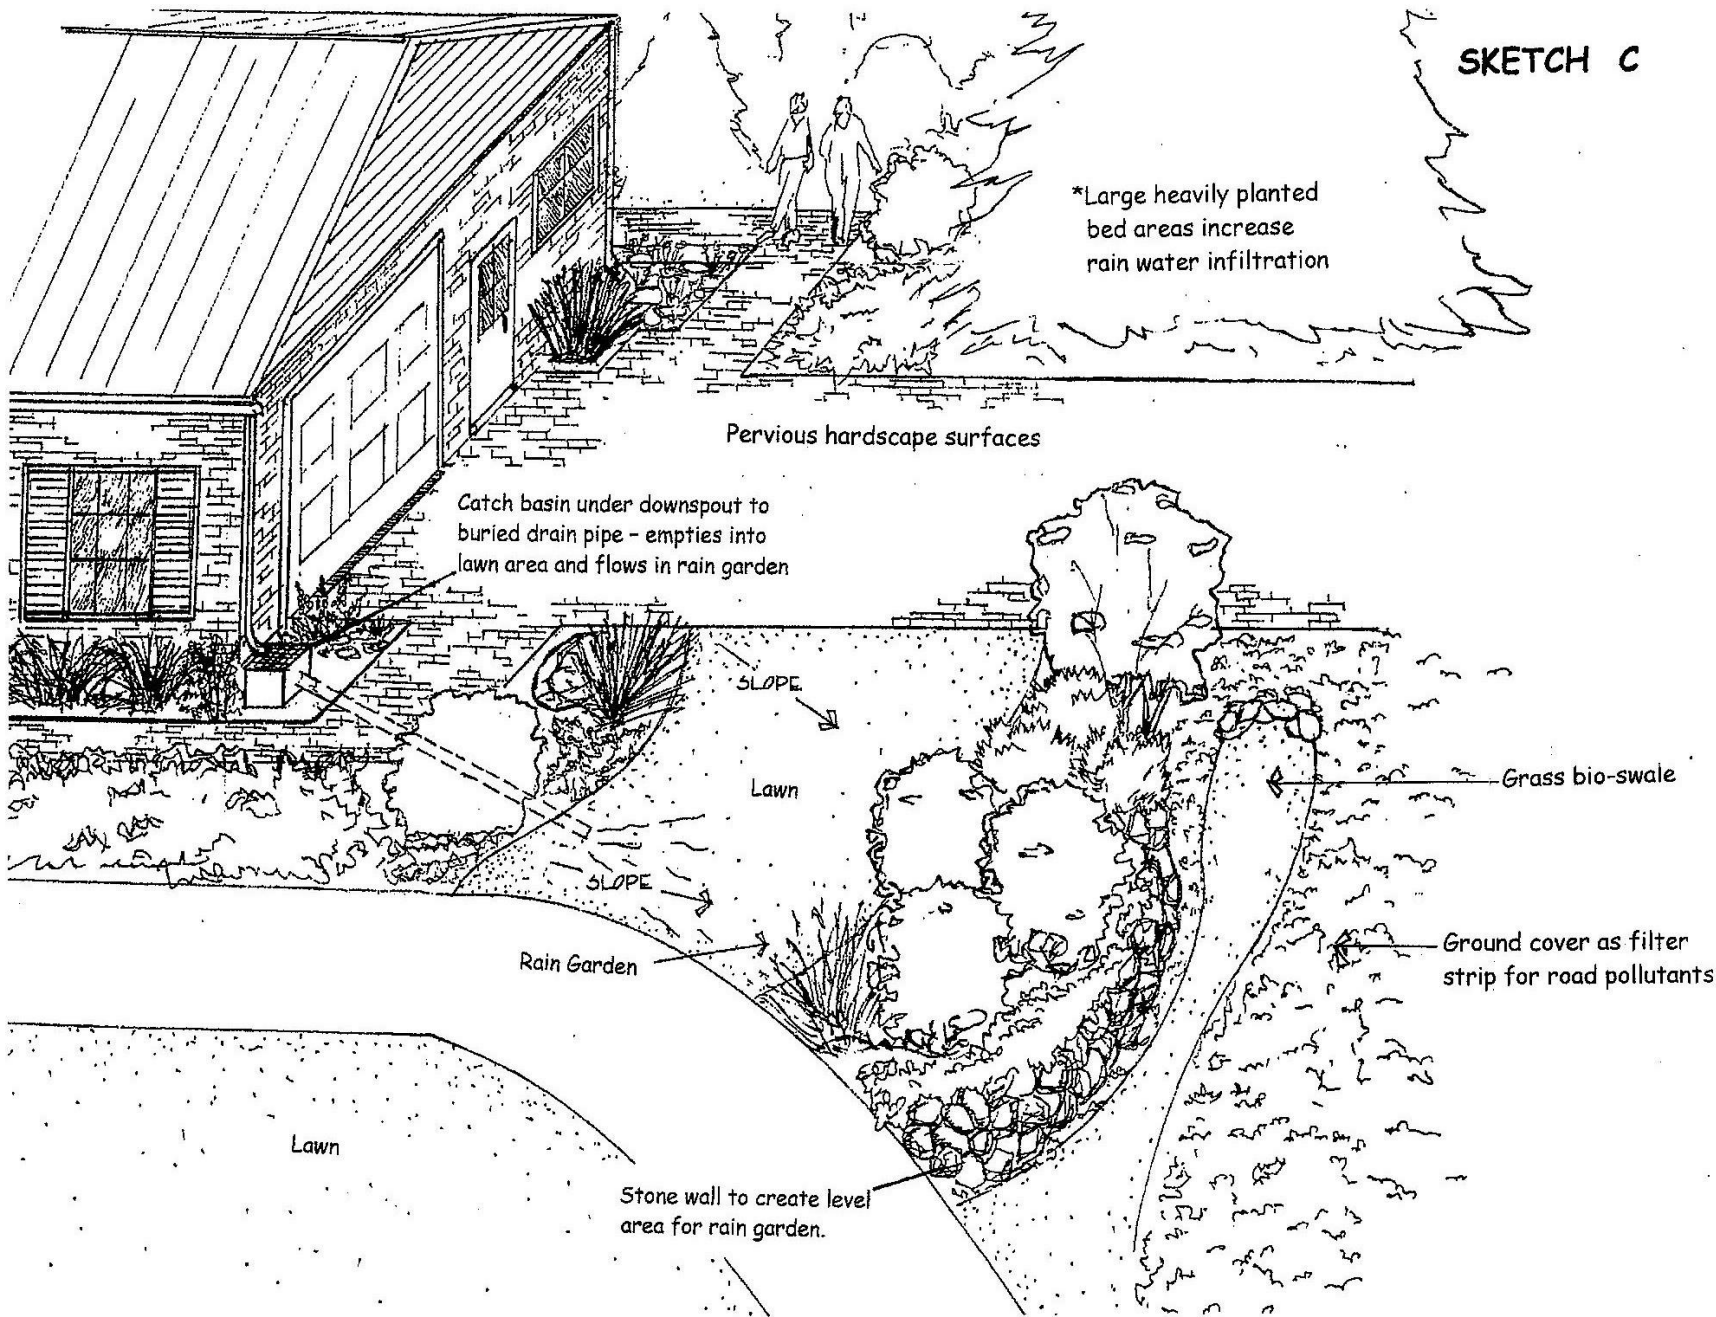 SKETCH C
*Large heavily planted
bed areas increase
rain water infiltration
Pervious hardscape surfaces
Catch basin under downspout to
buried drain pipe - empties into
lawn area and flows in rain garden
SLOPE
Lawn
Grass bio-swale
SLOPE
Rain Garden
Ground cover as filter
strip for road pollutants
Lawn
Stone wall to create level
area for rain garden.